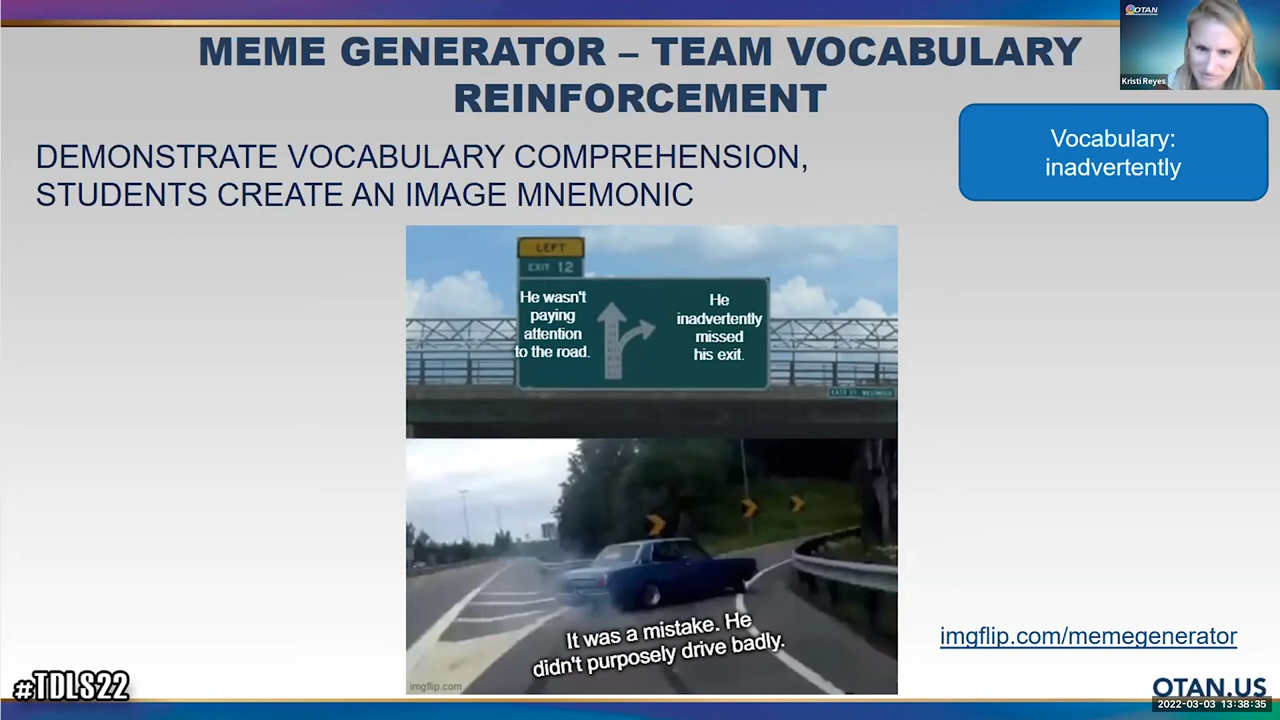 MEME GENERATOR – TEAM VOCABULARY
REINFORCEMENT
OTAN
Kristi Reyes
Vocabulary:
inadvertently
DEMONSTRATE VOCABULARY COMPREHENSION,
STUDENTS CREATE AN IMAGE MNEMONIC
LEFT
EXIT 12
He wasn't
paying
attention
to the road.
He
inadvertently
missed
his exit.
It was a mistake. He
didn't purposely drive badly.
imgflip.com
imgflip.com/memegenerator
#TDLS22
OTAN.US
2022-03-03 13:38:35